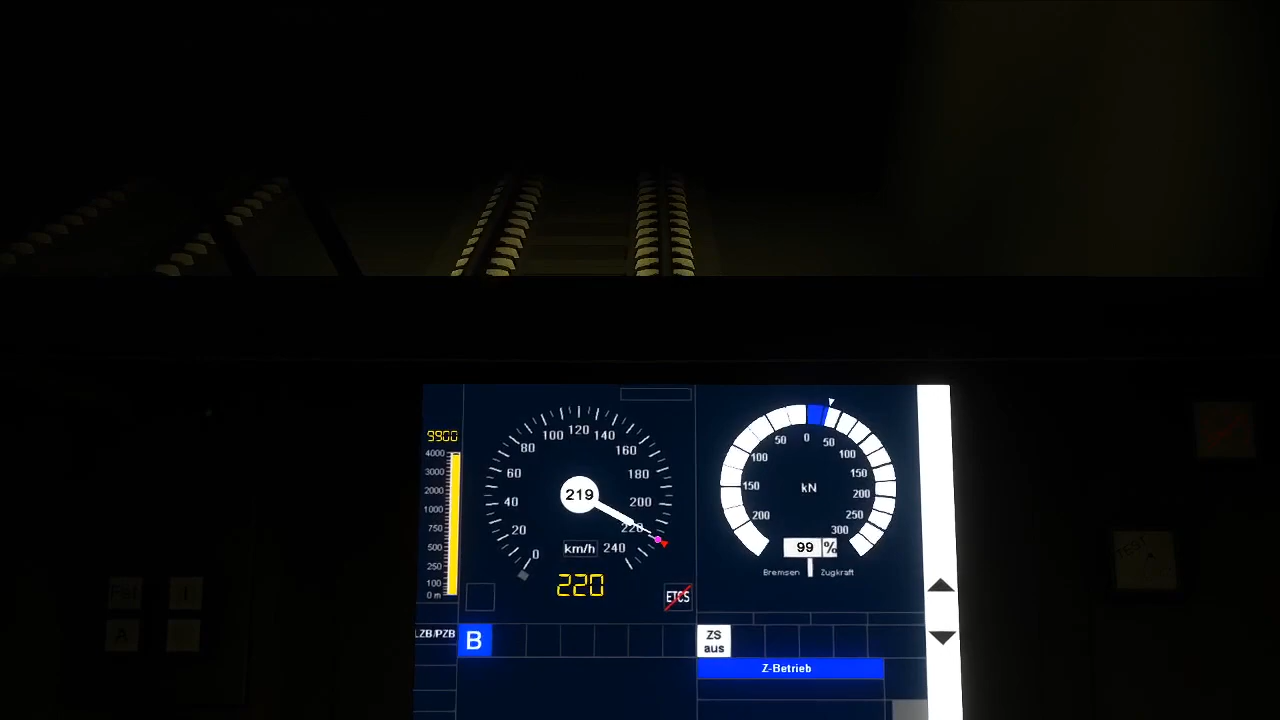 9900
4000
3000
2000
1000
750
500
250
100
0 m
0
20
40
60
80
100
120
140
160
180
200
220
240
219
km/h
220
ETCS
200
150
100
50
0
50
100
150
200
250
300
kN
99 %
Bremsen
Zugkraft
LZB/PZB
B
ZS
aus
Z-Betrieb
TEST
A